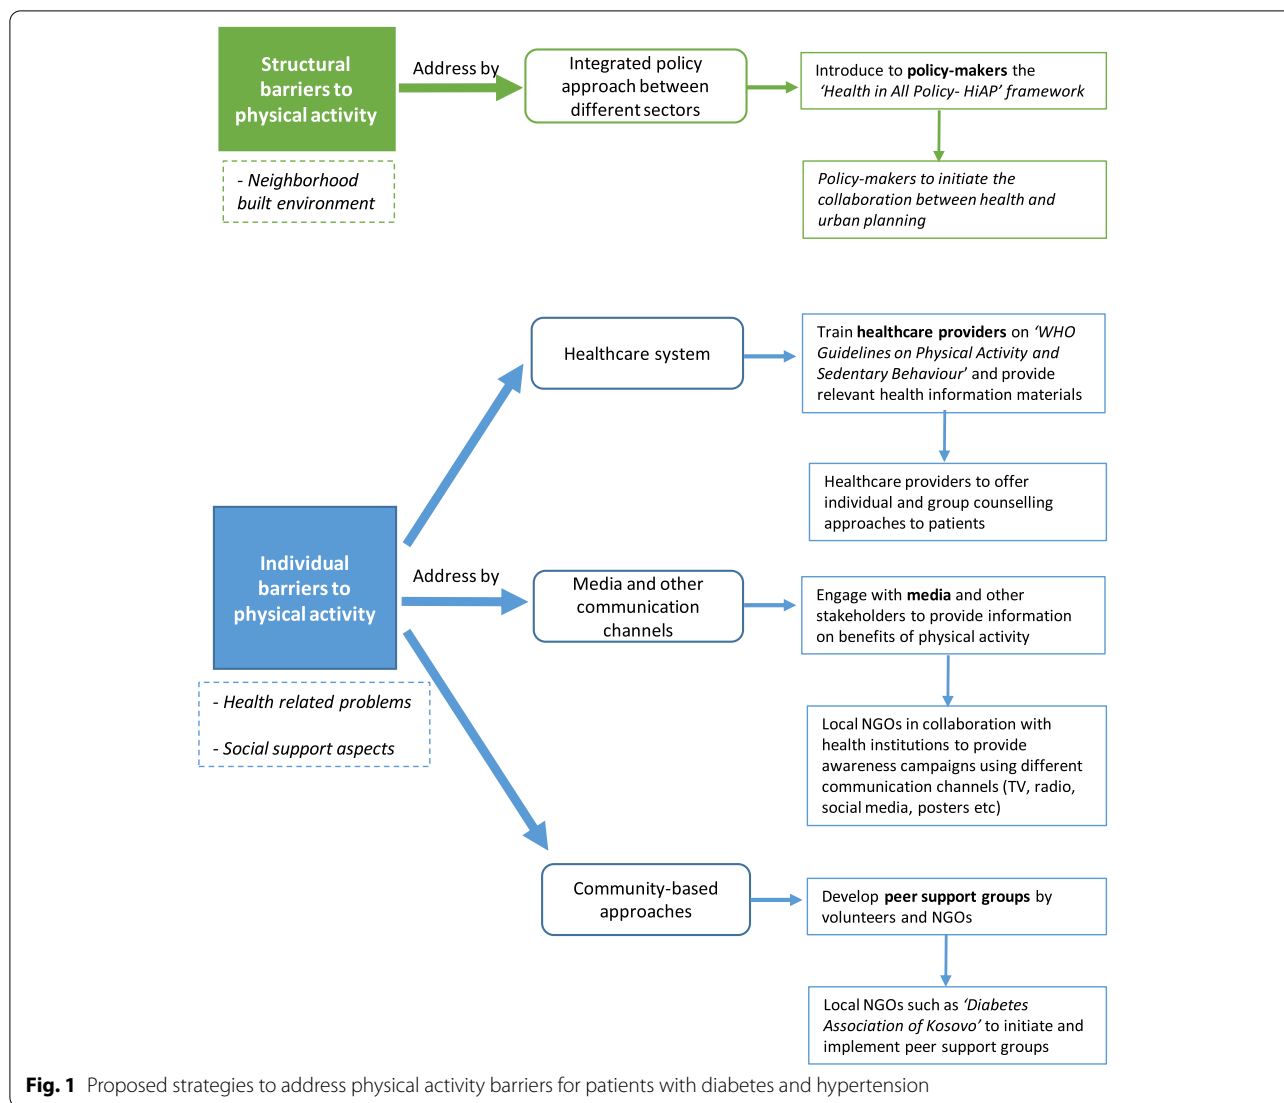 Structural
barriers to
physical activity
Address by
Integrated policy
approach between
different sectors
Introduce to policy-makers the
‘Health in All Policy- HiAP’ framework
- Neighborhood
built environment
Policy-makers to initiate the
collaboration between health and
urban planning
Healthcare system
Train healthcare providers on ‘WHO
Guidelines on Physical Activity and
Sedentary Behaviour’ and provide
relevant health information materials
Healthcare providers to offer
individual and group counselling
approaches to patients
Individual
barriers to
physical activity
Address by
Media and other
communication
channels
Engage with media and other
stakeholders to provide information
on benefits of physical activity
- Health related problems
- Social support aspects
Local NGOs in collaboration with
health institutions to provide
awareness campaigns using different
communication channels (TV, radio,
social media, posters etc)
Community-based
approaches
Develop peer support groups by
volunteers and NGOs
Local NGOs such as ‘Diabetes
Association of Kosovo’ to initiate and
implement peer support groups
Fig. 1 Proposed strategies to address physical activity barriers for patients with diabetes and hypertension